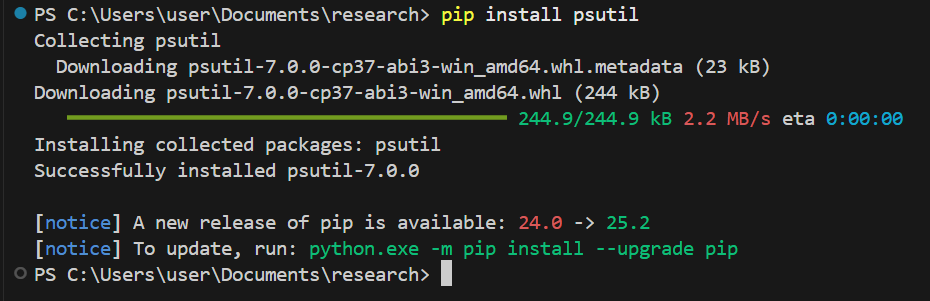 PS C:\Users\user\Documents\research> pip install psutil
Collecting psutil
  Downloading psutil-7.0.0-cp37-abi3-win_amd64.whl.metadata (23 kB)
Downloading psutil-7.0.0-cp37-abi3-win_amd64.whl (244 kB)
244.9/244.9 kB 2.2 MB/s eta 0:00:00
Installing collected packages: psutil
Successfully installed psutil-7.0.0
[notice] A new release of pip is available: 24.0 -> 25.2
[notice] To update, run: python.exe -m pip install --upgrade pip
PS C:\Users\user\Documents\research>